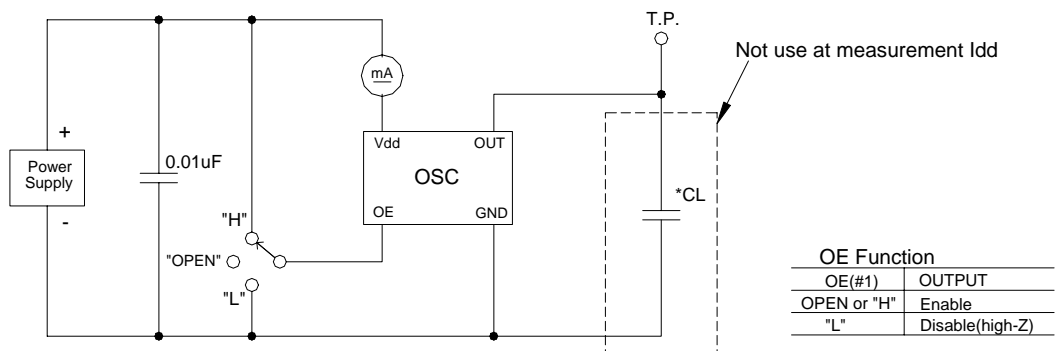 T.P.
Not use at measurement Idd
mA
+
Power
Supply
-
0.01uF
Vdd
OUT
OSC
OE
GND
*CL
"H"
"OPEN"
"L"
OE Function
OE(#1) OUTPUT
OPEN or "H" Enable
"L" Disable(high-Z)